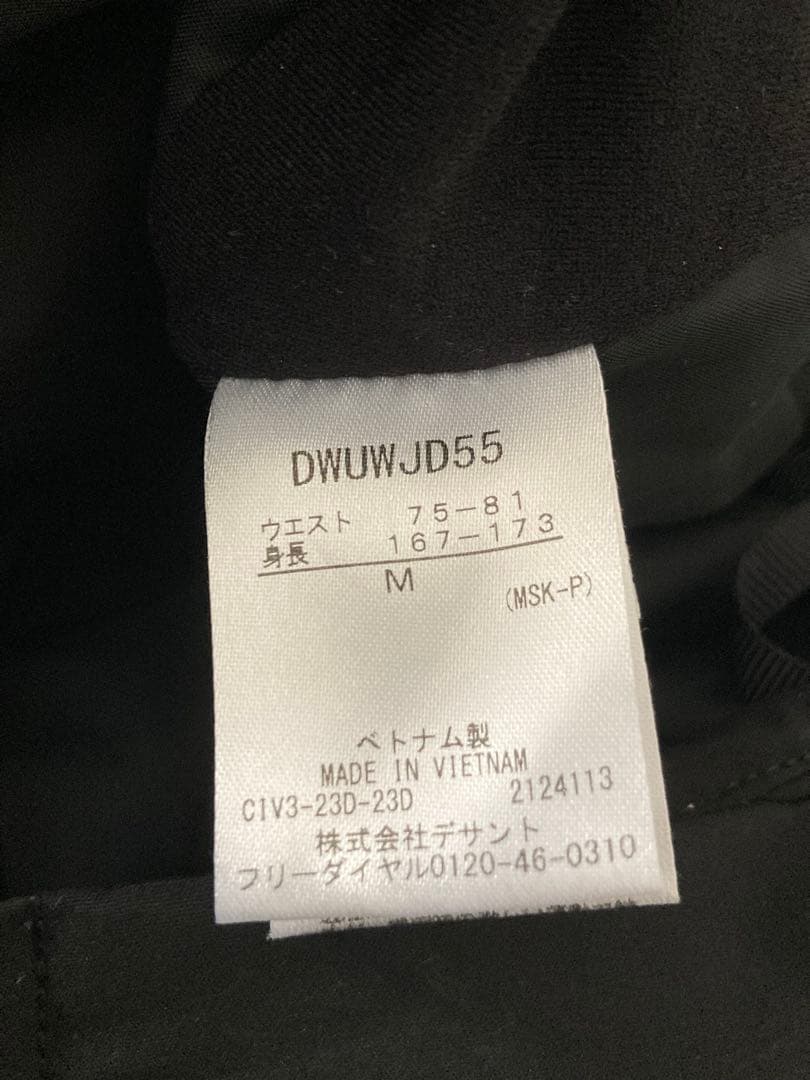 DWUWJD55
ウエスト 75-81
身長 167-173
M
(MSK-P)
ベトナム製
MADE IN VIETNAM
CIV3-23D-23D 2124113
株式会社デサント
フリーダイヤル0120-46-0310